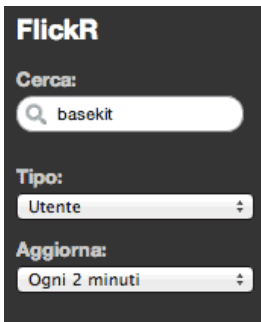 FlickR
Cerca:
basekit
Tipo:
Utente
Aggiorna:
Ogni 2 minuti